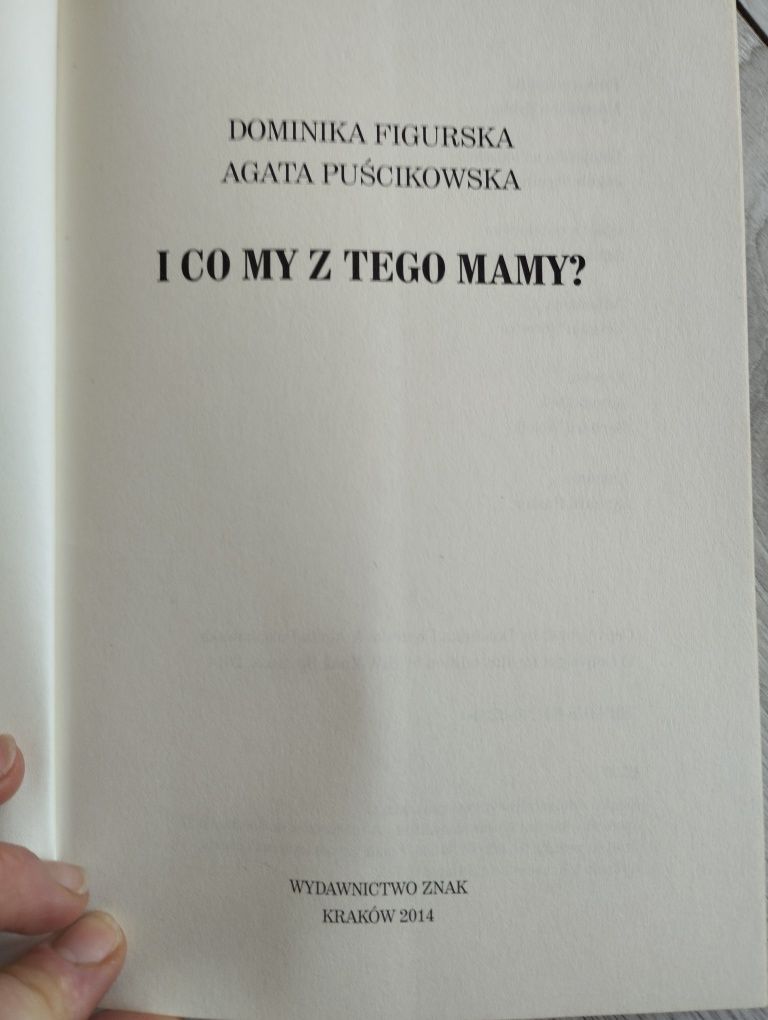 DOMINIKA FIGURSKA
AGATA PUŚCIKOWSKA
I CO MY Z TEGO MAMY?
WYDAWNICTWO ZNAK
KRAKÓW 2014